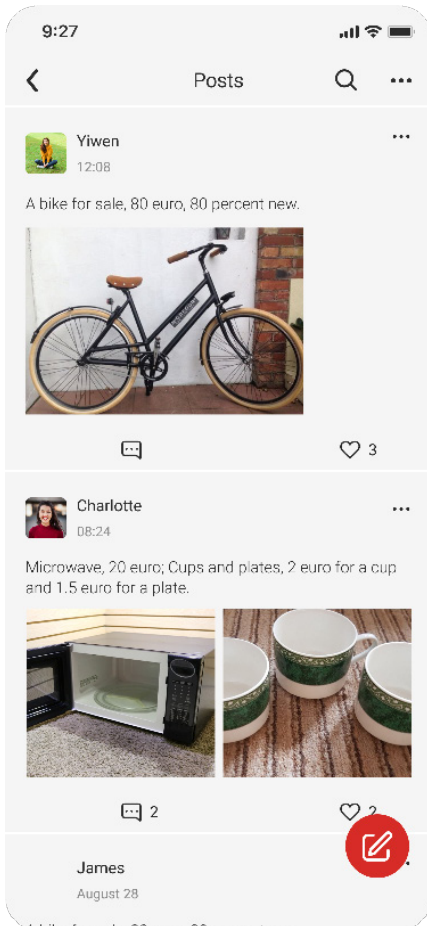 9:27
Posts
Yiwen
12:08
A bike for sale, 80 euro, 80 percent new.
3
Charlotte
08:24
Microwave, 20 euro; Cups and plates, 2 euro for a cup
and 1.5 euro for a plate.
2
2
James
August 28